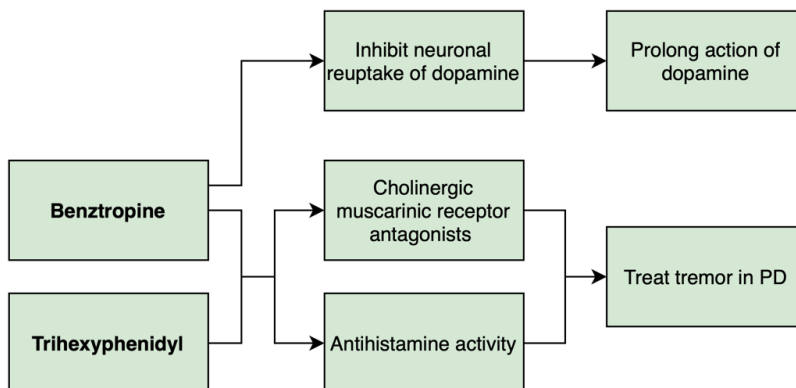 Inhibit neuronal
reuptake of dopamine
Prolong action of
dopamine
Benztropine
Cholinergic
muscarinic receptor
antagonists
Treat tremor in PD
Trihexyphenidyl
Antihistamine activity